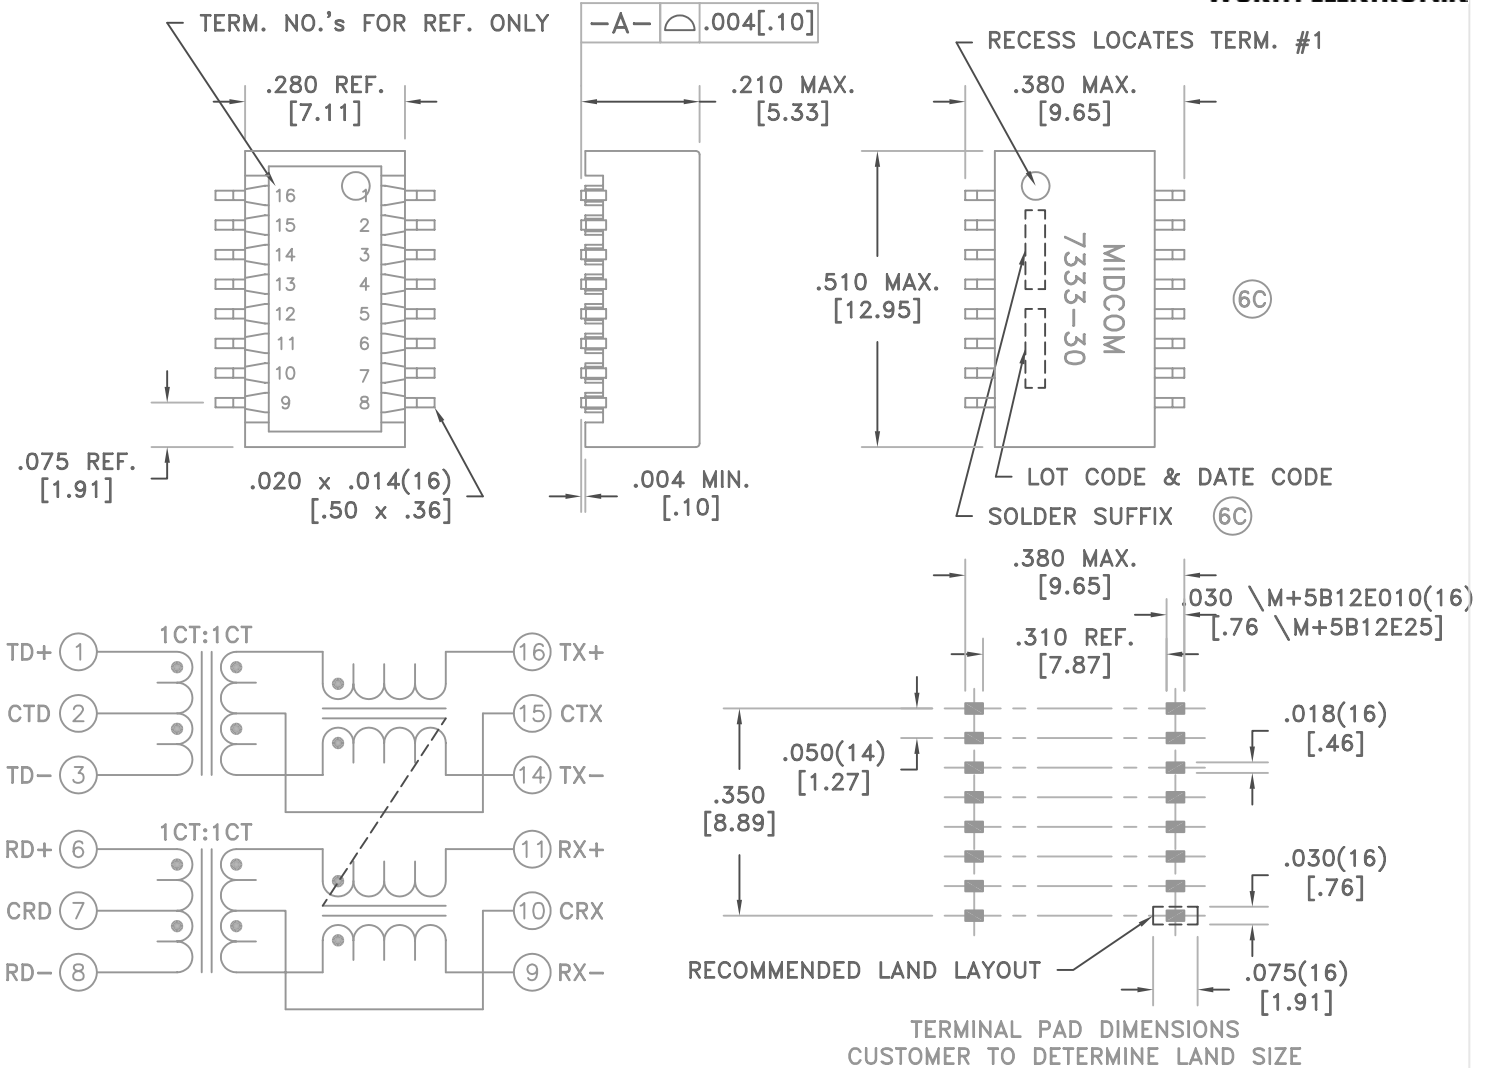 TERM. NO.'s FOR REF. ONLY
-A- .004[.10]
RECESS LOCATES TERM. #1
.280 REF.
[7.11]
.210 MAX.
[5.33]
.380 MAX.
[9.65]
16 1
15 2
14 3
13 4
12 5
11 6
10 7
9 8
.510 MAX.
[12.95]
MIDCOM
7333-30
6C
.075 REF.
[1.91]
.020 x .014(16)
[.50 x .36]
.004 MIN.
[.10]
LOT CODE & DATE CODE
SOLDER SUFFIX 6C
.380 MAX.
[9.65]
.030 \M+5B12E010(16)
[.76 \M+5B12E25]
.310 REF.
[7.87]
.018(16)
[.46]
.050(14)
[1.27]
.350
[8.89]
.030(16)
[.76]
RECOMMENDED LAND LAYOUT
.075(16)
[1.91]
TERMINAL PAD DIMENSIONS
CUSTOMER TO DETERMINE LAND SIZE
1CT:1CT
TD+ 1 16 TX+
CTD 2 15 CTX
TD- 3 14 TX-
1CT:1CT
RD+ 6 11 RX+
CRD 7 10 CRX
RD- 8 9 RX-